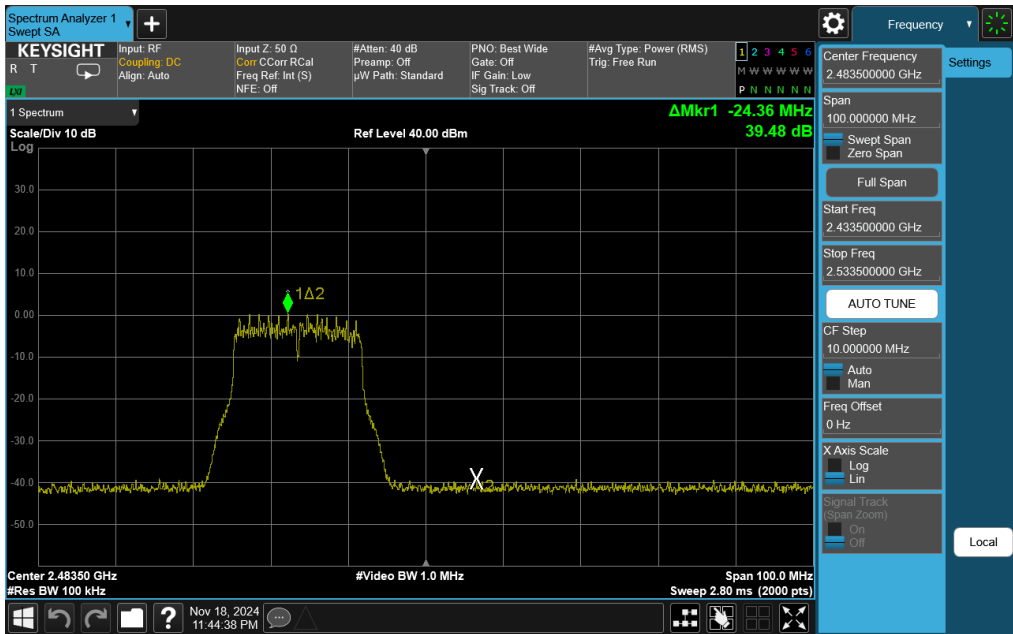 Spectrum Analyzer 1
Swept SA
Frequency
KEYSIGHT
R T
LXI
Input: RF
Coupling: DC
Align: Auto
Input Z: 50 Ω
Corr CCorr RCal
Freq Ref: Int (S)
NFE: Off
#Atten: 40 dB
Preamp: Off
µW Path: Standard
PNO: Best Wide
Gate: Off
IF Gain: Low
Sig Track: Off
#Avg Type: Power (RMS)
Trig: Free Run
1 2 3 4 5 6
M W W W W W
P N N N N N
1 Spectrum
Scale/Div 10 dB
Log
Ref Level 40.00 dBm
ΔMkr1 -24.36 MHz
39.48 dB
30.0
20.0
10.0
0.00
-10.0
-20.0
-30.0
-40.0
-50.0
1Δ2
X2
Center 2.48350 GHz
#Res BW 100 kHz
#Video BW 1.0 MHz
Span 100.0 MHz
Sweep 2.80 ms (2000 pts)
Center Frequency
2.483500000 GHz
Span
100.000000 MHz
Swept Span
Zero Span
Full Span
Start Freq
2.433500000 GHz
Stop Freq
2.533500000 GHz
AUTO TUNE
CF Step
10.000000 MHz
Auto
Man
Freq Offset
0 Hz
X Axis Scale
Log
Lin
Signal Track
(Span Zoom)
On
Off
Settings
Local
?
Nov 18, 2024
11:44:38 PM